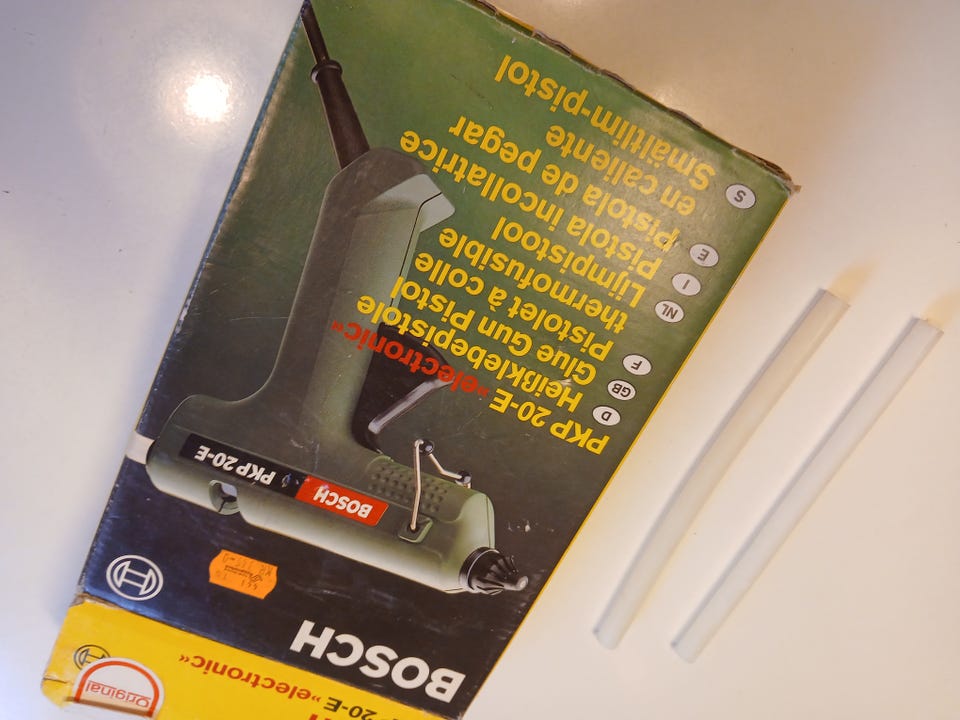 20-E »electronic«
Original
BOSCH
BOSCH PKP 20-E
PKP 20-E »electronic«
D Heißklebepistole
GB Glue Gun Pistol
F Pistolet à colle
thermofusible
NL Lijmpistool
I Pistola incollatrice
E Pistola de pegar
en caliente
S Smältlim-pistol